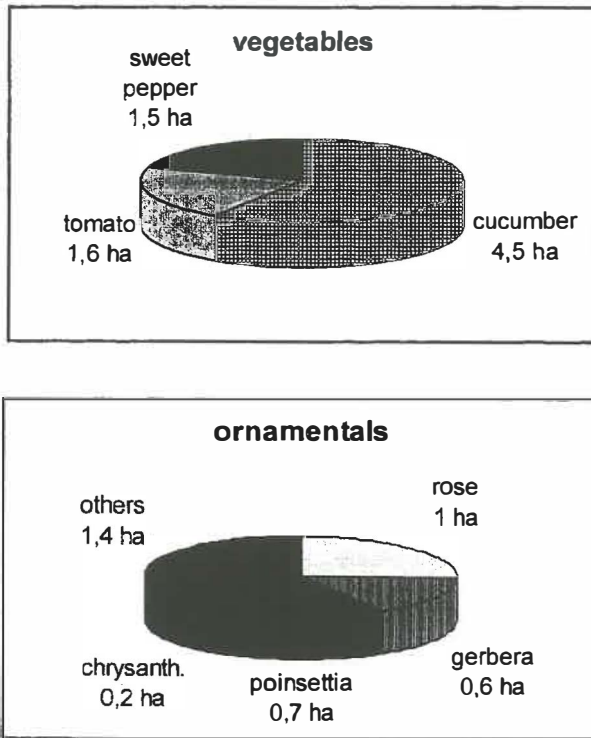 vegetables
sweet
pepper
1,5 ha
tomato
1,6 ha
cucumber
4,5 ha
ornamentals
others
1,4 ha
rose
1 ha
chrysanth.
0,2 ha
poinsettia
0,7 ha
gerbera
0,6 ha